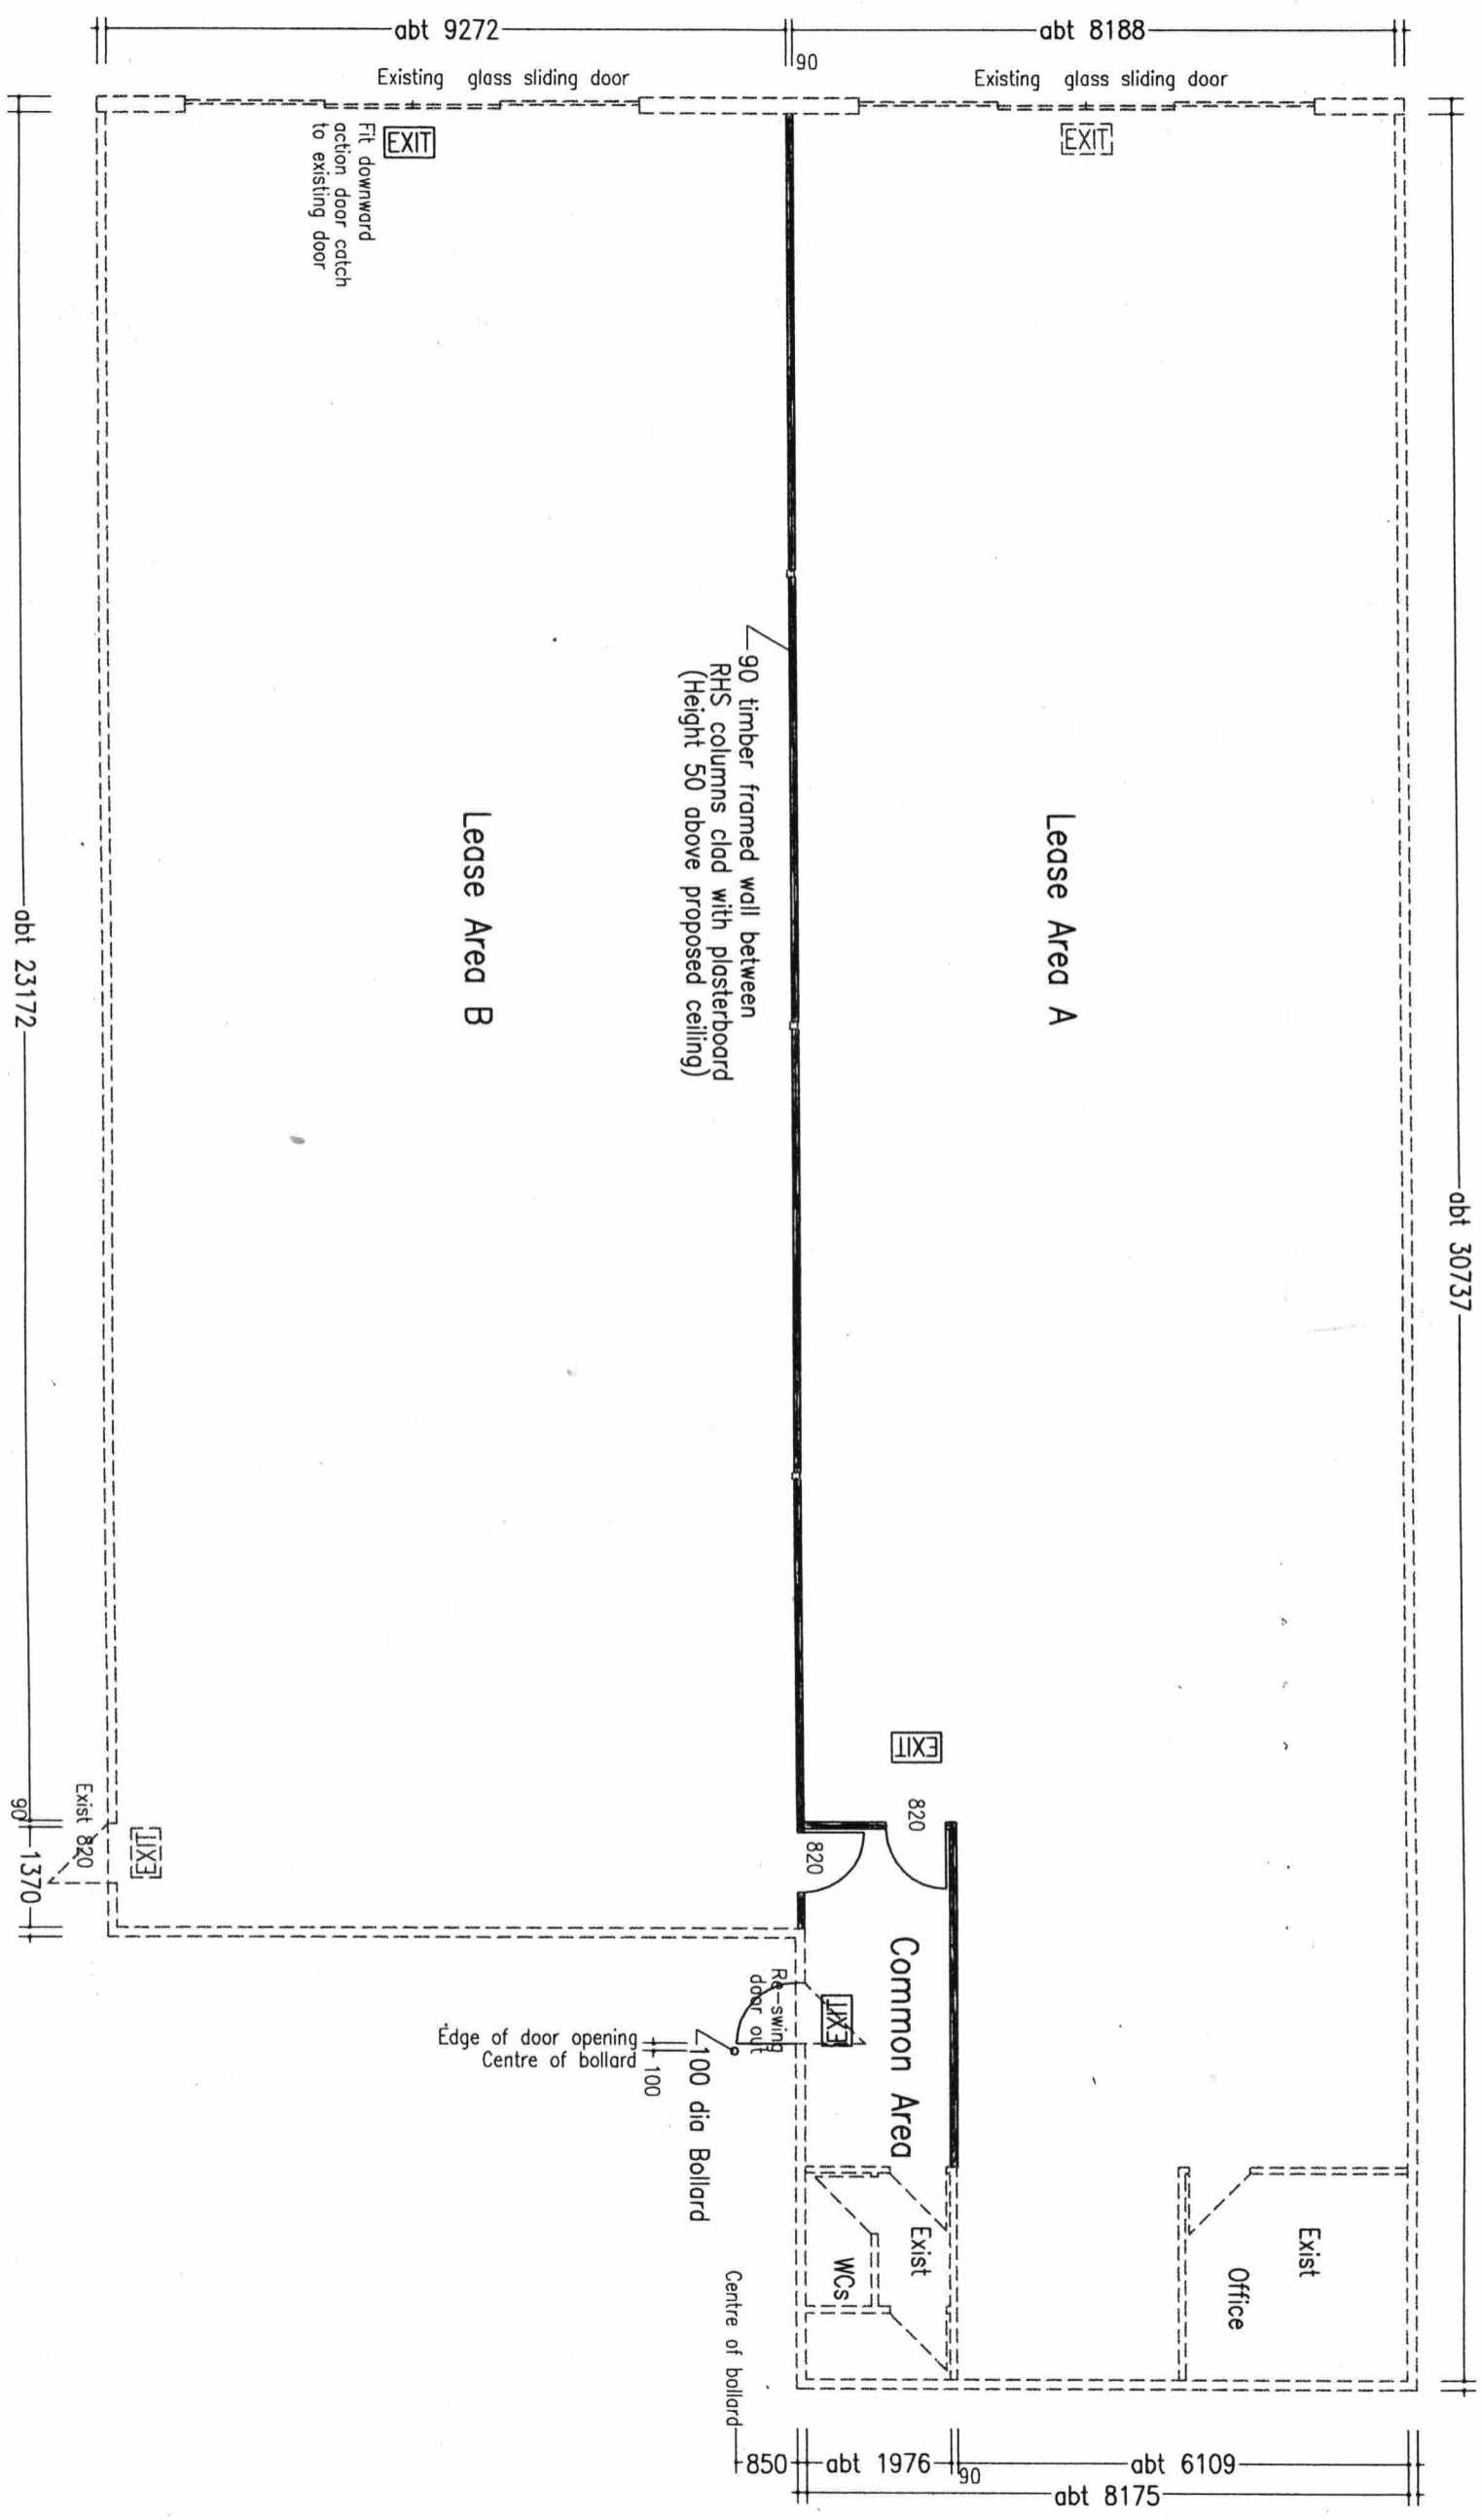 abt 9272
90
abt 8188
Existing glass sliding door
Existing glass sliding door
EXIT
EXIT
Fit downward
action door catch
to existing door
90 timber framed wall between
RHS columns clad with plasterboard
(Height 50 above proposed ceiling)
Lease Area A
Lease Area B
abt 23172
abt 30737
EXIT
820
820
90
1370
Exist 820
EXIT
Common Area
Re-swing
door out
EXIT
Edge of door opening
Centre of bollard
100
100 dia Bollard
Exist
WCs
Exist
Office
Centre of bollard
850
abt 1976
90
abt 6109
abt 8175